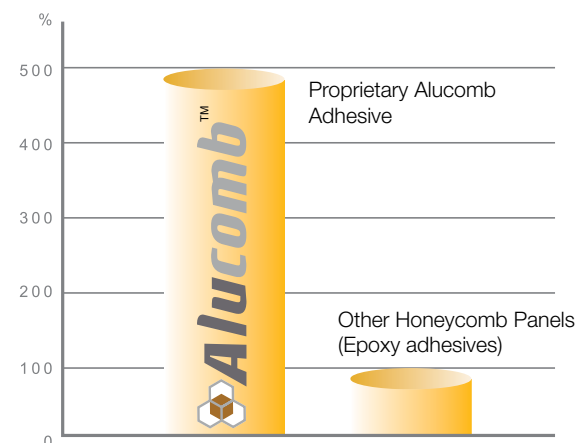 %
500
Proprietary Alucomb
Adhesive
400
300
200
Other Honeycomb Panels
(Epoxy adhesives)
100
0
Alucomb™